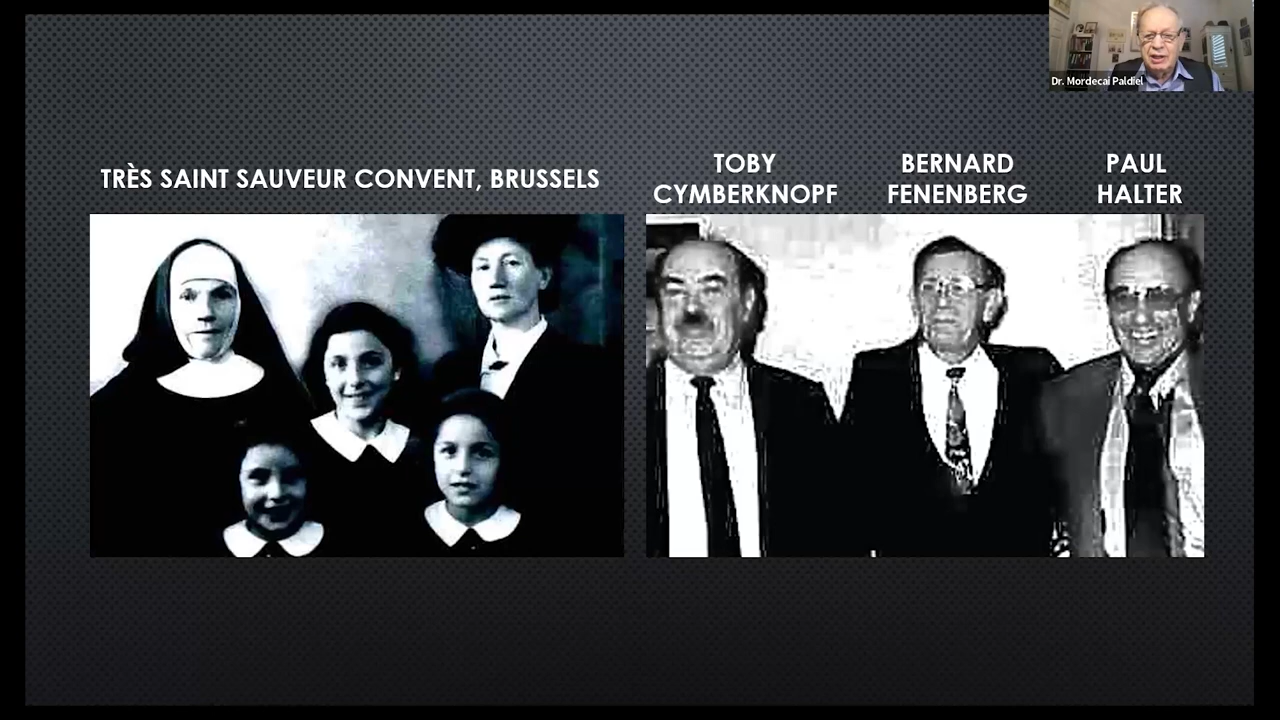 Dr. Mordecai Paldiel
TRÈS SAINT SAUVEUR CONVENT, BRUSSELS
TOBY
CYMBERKNOPF
BERNARD
FENENBERG
PAUL
HALTER